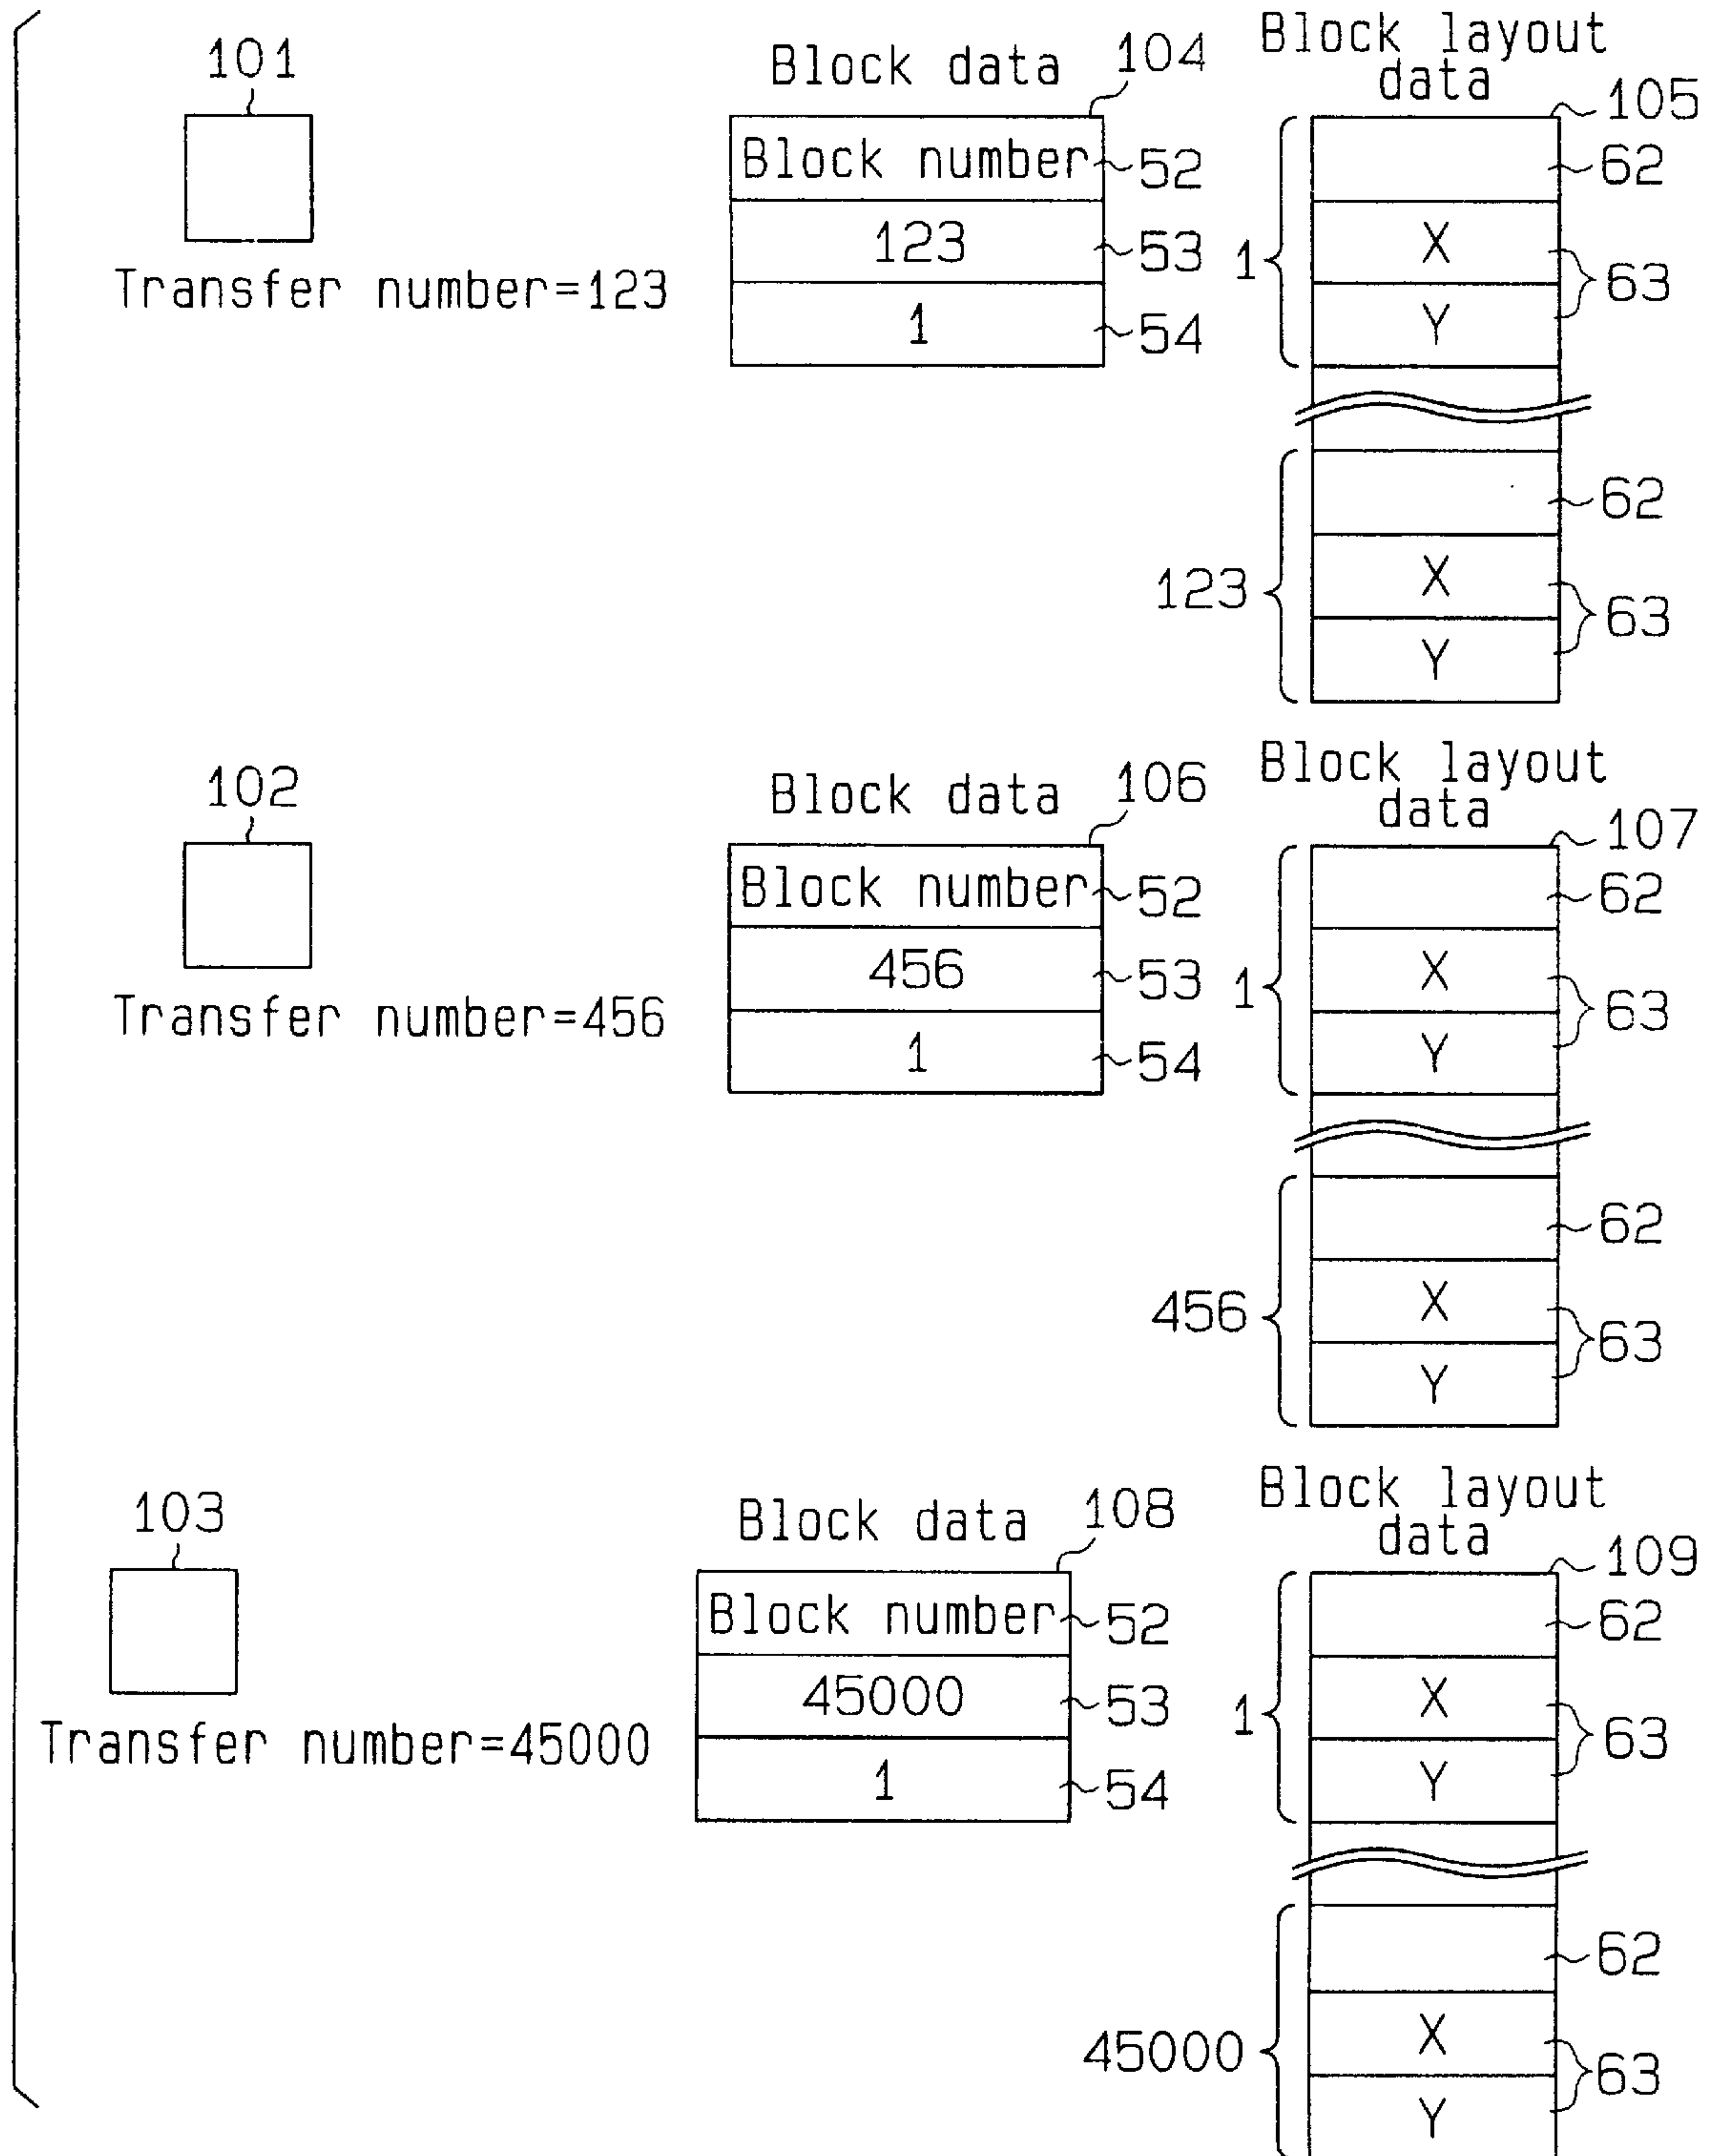 101
Transfer number=123
Block data 104
Block number 52
123 53
1 54
Block layout
data
105
62
1
X
Y
63
62
123
X
Y
63
102
Transfer number=456
Block data 106
Block number 52
456 53
1 54
Block layout
data
107
62
1
X
Y
63
62
456
X
Y
63
103
Transfer number=45000
Block data 108
Block number 52
45000 53
1 54
Block layout
data
109
62
1
X
Y
63
62
45000
X
Y
63